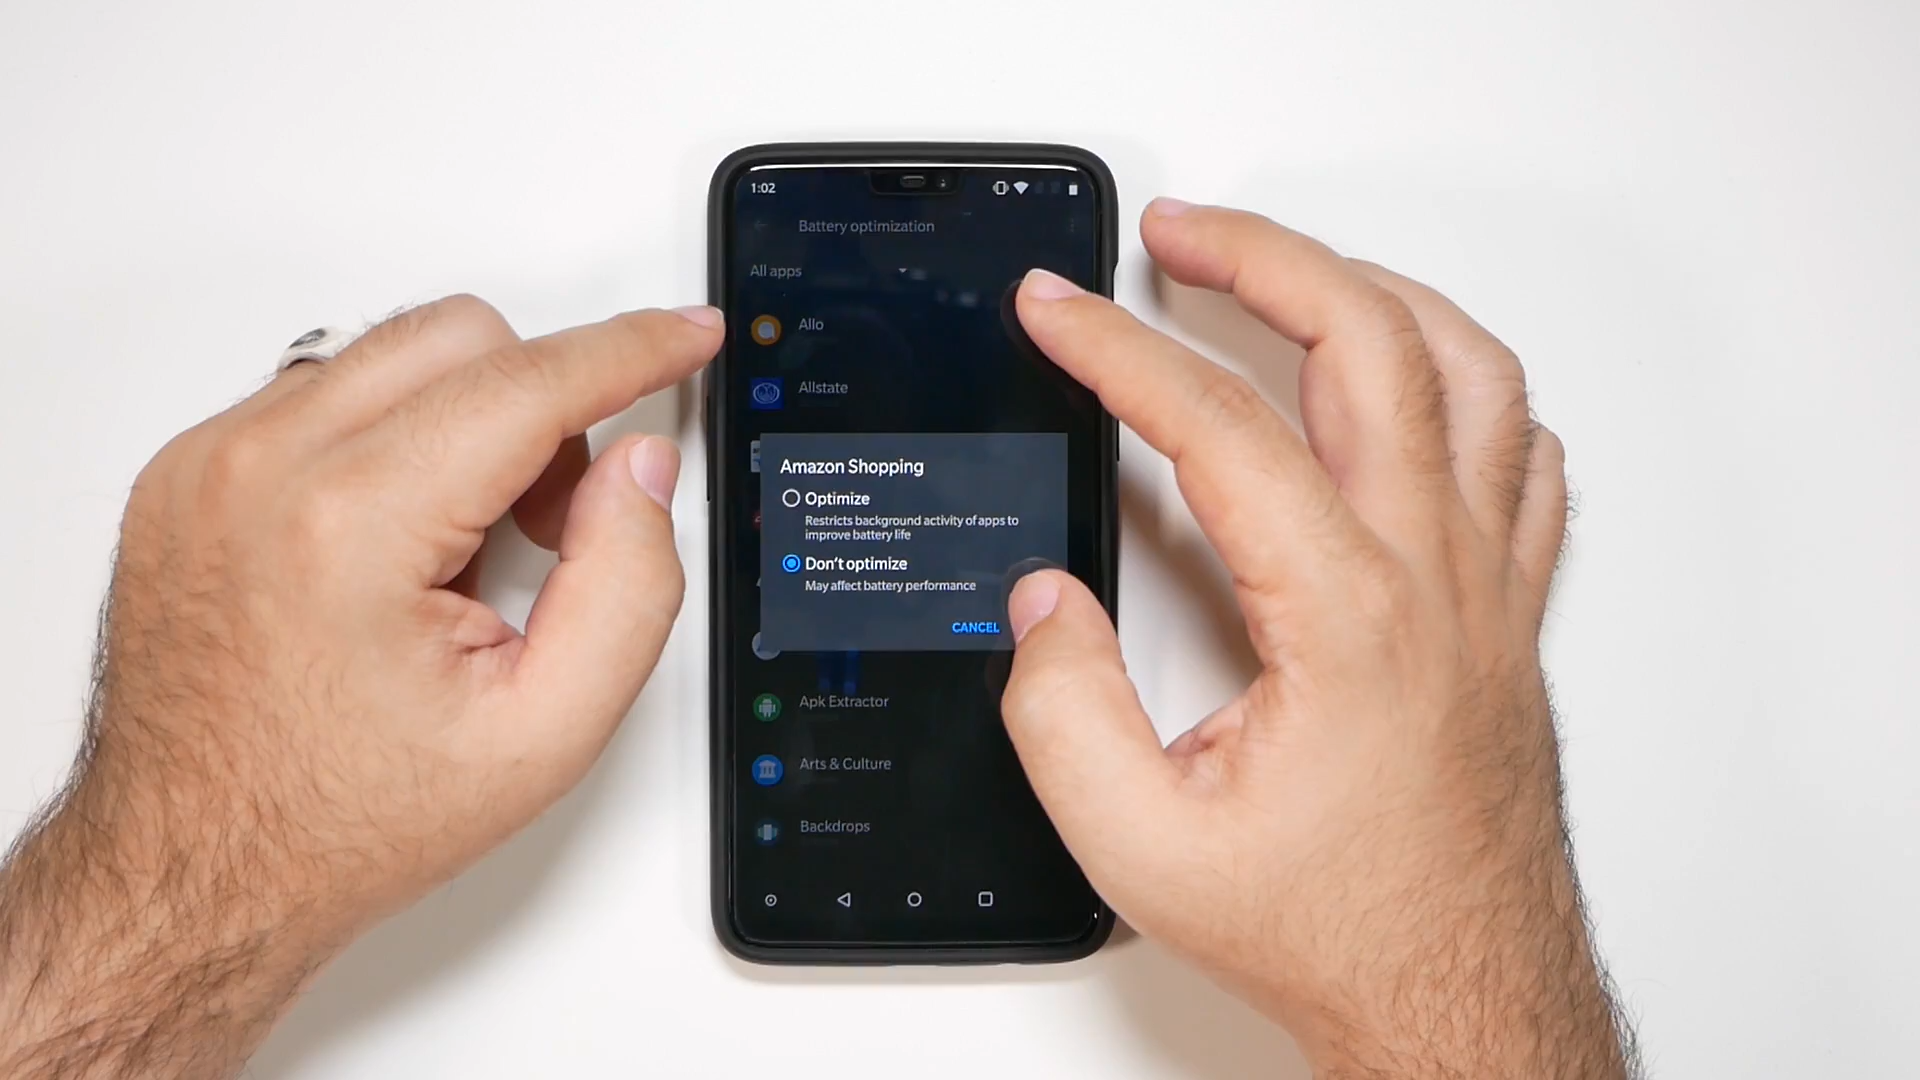 1:02
Battery optimization
All apps
Allo
Allstate
Amazon Shopping
Optimize
Restricts background activity of apps to
improve battery life
Don't optimize
May affect battery performance
CANCEL
Apk Extractor
Arts & Culture
Backdrops